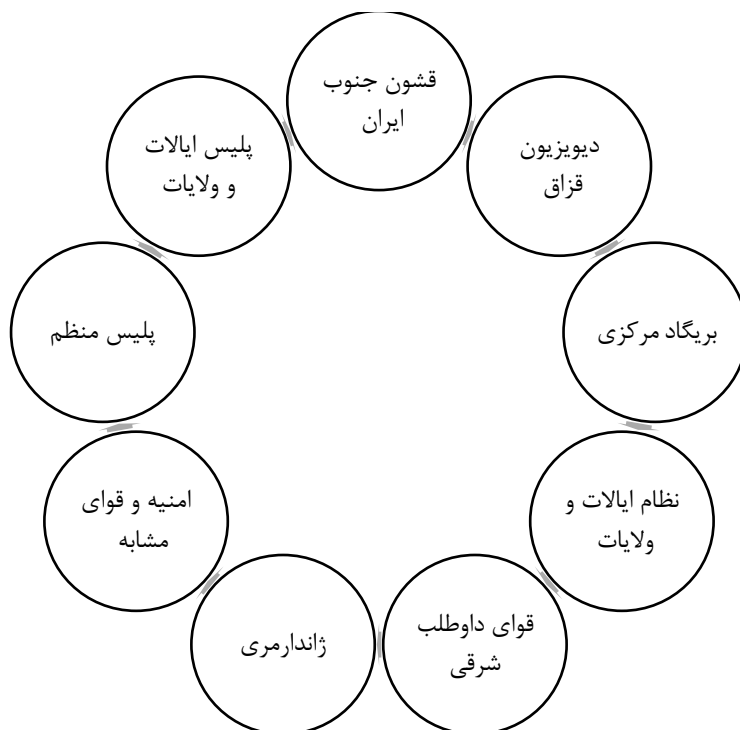 قشون جنوب
ایران
دیویزیون
قزاق
بریگاد مرکزی
نظام ایالات و
ولایات
قوای داوطلب
شرقی
ژاندارمری
امنیه و قوای
مشابه
پلیس منظم
پلیس ایالات
و ولایات